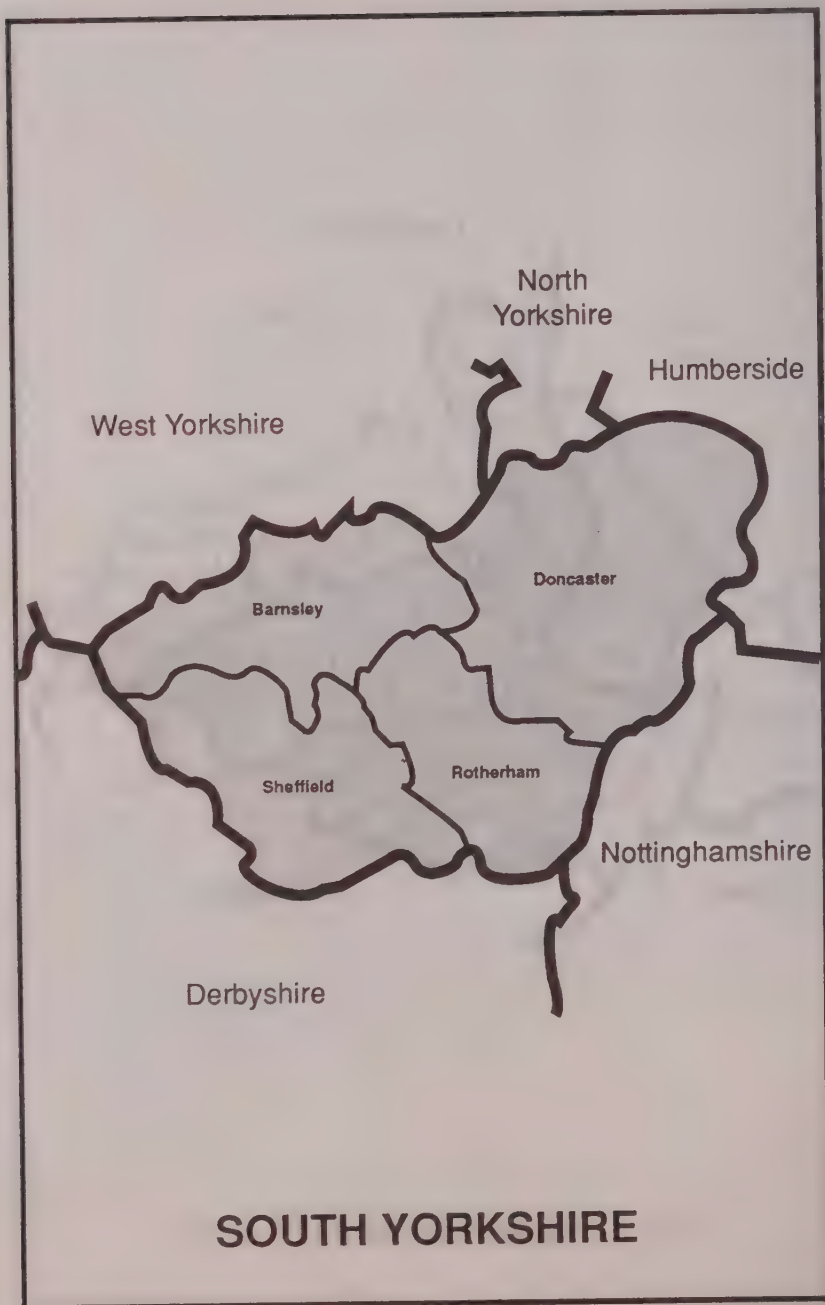 North
Yorkshire
Humberside
West Yorkshire
Doncaster
Barnsley
Rotherham
Sheffield
Nottinghamshire
Derbyshire
SOUTH YORKSHIRE